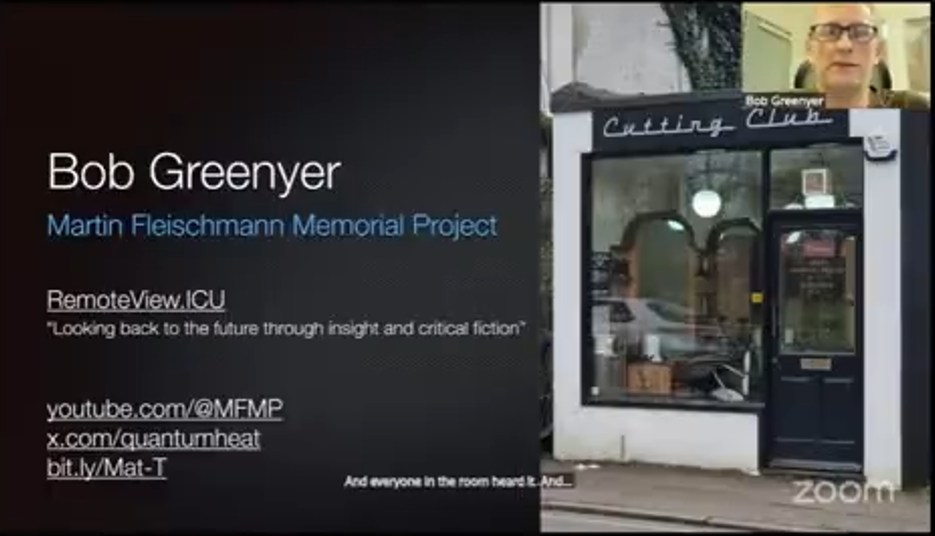 Bob Greenyer
Martin Fleischmann Memorial Project
RemoteView.ICU
"Looking back to the future through insight and critical fiction"
youtube.com/@MFMP
x.com/quantumheat
bit.ly/Mat-T
And everyone in the room heard it. And...
Bob Greenyer
Cutting Club
zoom